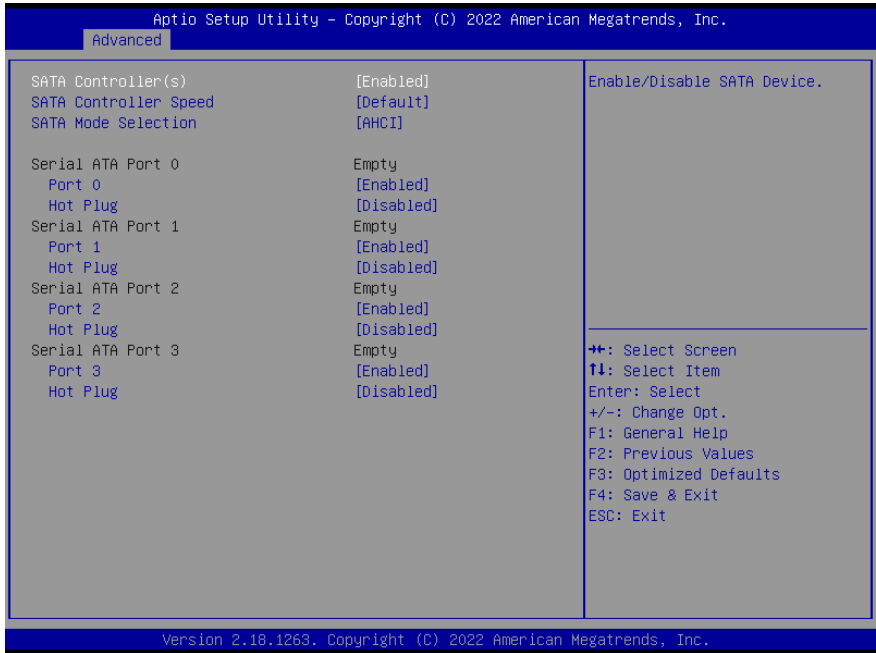 Aptio Setup Utility – Copyright (C) 2022 American Megatrends, Inc.
Advanced
SATA Controller(s) [Enabled]
SATA Controller Speed [Default]
SATA Mode Selection [AHCI]
Serial ATA Port 0 Empty
Port 0 [Enabled]
Hot Plug [Disabled]
Serial ATA Port 1 Empty
Port 1 [Enabled]
Hot Plug [Disabled]
Serial ATA Port 2 Empty
Port 2 [Enabled]
Hot Plug [Disabled]
Serial ATA Port 3 Empty
Port 3 [Enabled]
Hot Plug [Disabled]
Enable/Disable SATA Device.
→←: Select Screen
↑↓: Select Item
Enter: Select
+/-: Change Opt.
F1: General Help
F2: Previous Values
F3: Optimized Defaults
F4: Save & Exit
ESC: Exit
Version 2.18.1263. Copyright (C) 2022 American Megatrends, Inc.